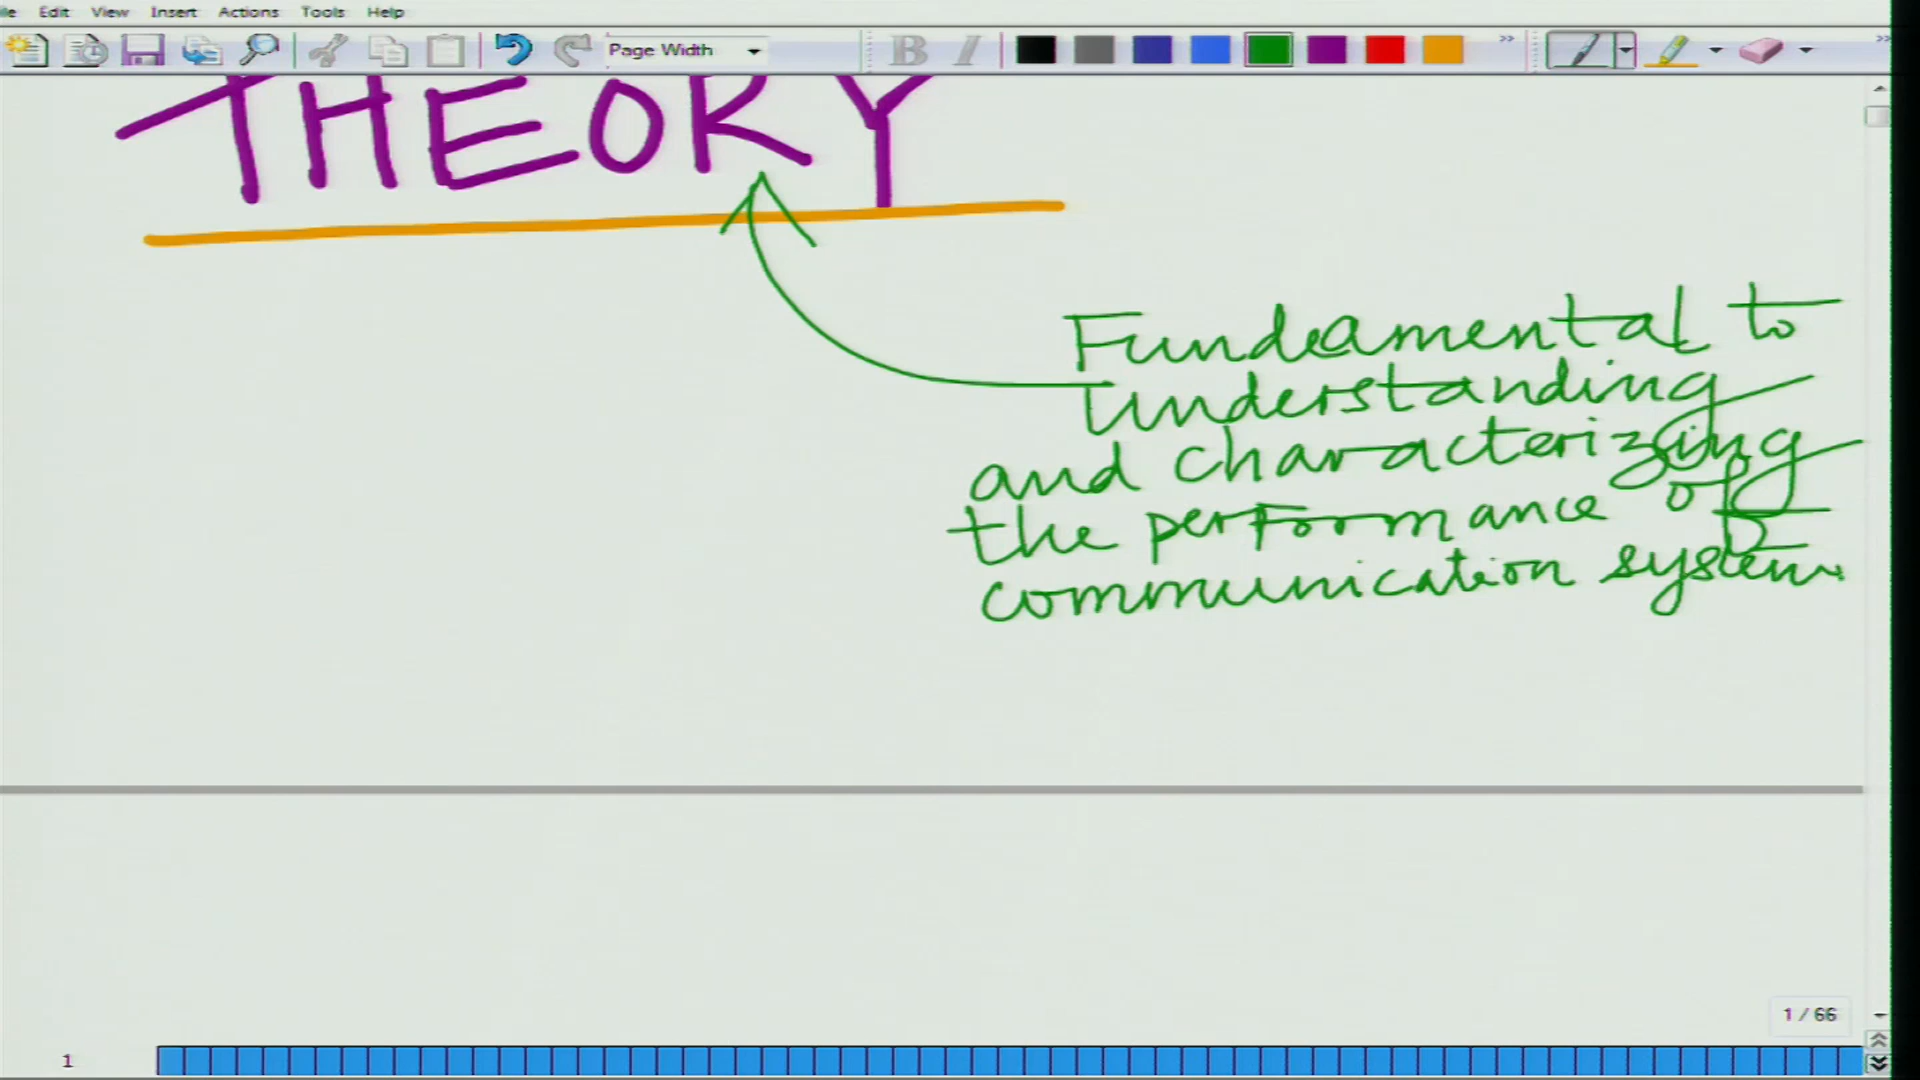 File Edit View Insert Actions Tools Help
Page Width B I
THEORY
Fundamental to
understanding
and characterizing
the performance of
communication system
1 / 66
1